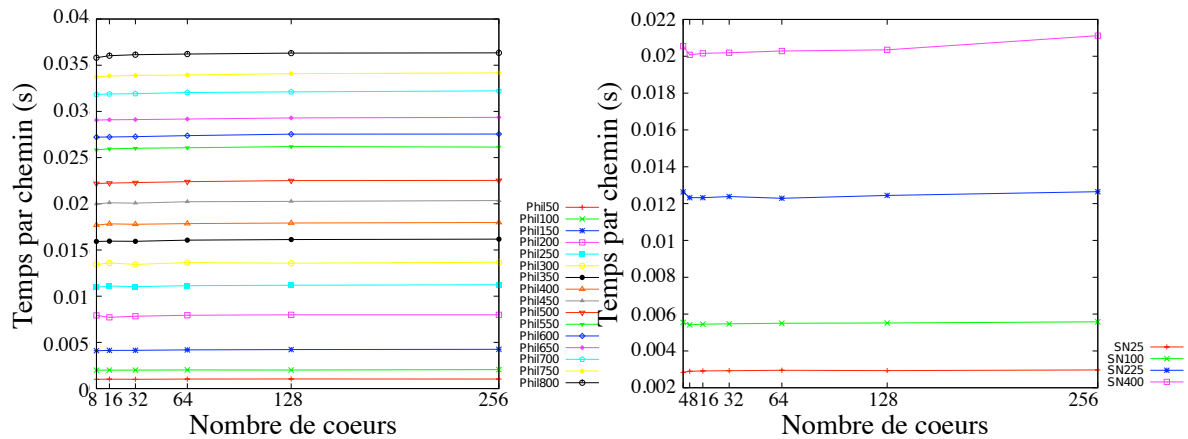 0.04
0.035
0.03
0.025
0.02
0.015
0.01
0.005
0
8 16 32 64 128 256
Temps par chemin (s)
Nombre de coeurs
Phil50
Phil100
Phil150
Phil200
Phil250
Phil300
Phil350
Phil400
Phil450
Phil500
Phil550
Phil600
Phil650
Phil700
Phil750
Phil800
0.022
0.02
0.018
0.016
0.014
0.012
0.01
0.008
0.006
0.004
0.002
4 8 16 32 64 128 256
Temps par chemin (s)
Nombre de coeurs
SN25
SN100
SN225
SN400